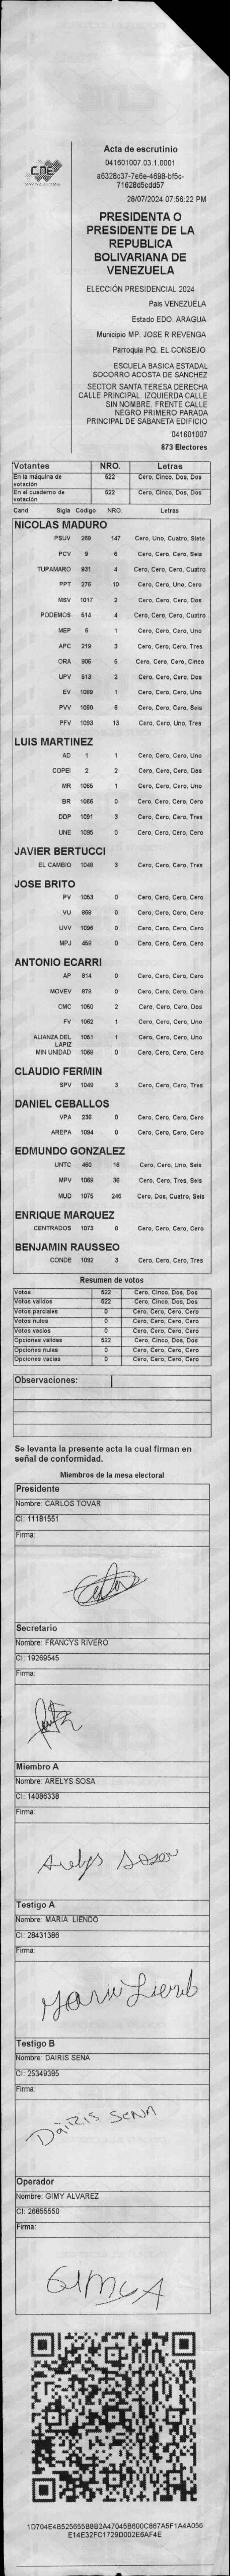 CNE
Acta de escrutinio
041601007.03.1.0001
a6328c37-7e6e-4698-bf5c-
71628d5cdd57
28/07/2024 07:56:22 PM
PRESIDENTA O
PRESIDENTE DE LA
REPUBLICA
BOLIVARIANA DE
VENEZUELA
ELECCIÓN PRESIDENCIAL 2024
Pais VENEZUELA
Estado EDO. ARAGUA
Municipio MP. JOSE R REVENGA
Parroquia PQ. EL CONSEJO
ESCUELA BASICA ESTADAL
SOCORRO ACOSTA DE SANCHEZ
SECTOR SANTA TERESA DERECHA
CALLE PRINCIPAL. IZQUIERDA CALLE
SIN NOMBRE. FRENTE CALLE
NEGRO PRIMERO PARADA
PRINCIPAL DE SABANETA EDIFICIO
041601007
873 Electores
Votantes NRO. Letras
En la máquina de votación 522 Cero, Cinco, Dos, Dos
En el cuaderno de votación 522 Cero, Cinco, Dos, Dos
Cand. Sigla Codigo NRO. Letras
NICOLAS MADURO
PSUV 268 147 Cero, Uno, Cuatro, Siete
PCV 9 6 Cero, Cero, Cero, Seis
TUPAMARO 931 4 Cero, Cero, Cero, Cuatro
PPT 276 10 Cero, Cero, Uno, Cero
MSV 1017 2 Cero, Cero, Cero, Dos
PODEMOS 514 4 Cero, Cero, Cero, Cuatro
MEP 6 1 Cero, Cero, Cero, Uno
APC 219 3 Cero, Cero, Cero, Tres
ORA 906 5 Cero, Cero, Cero, Cinco
UPV 513 2 Cero, Cero, Cero, Dos
EV 1089 1 Cero, Cero, Cero, Uno
PVV 1090 6 Cero, Cero, Cero, Seis
PFV 1093 13 Cero, Cero, Uno, Tres
LUIS MARTINEZ
AD 1 1 Cero, Cero, Cero, Uno
COPEI 2 2 Cero, Cero, Cero, Dos
MR 1065 1 Cero, Cero, Cero, Uno
BR 1066 0 Cero, Cero, Cero, Cero
DDP 1091 3 Cero, Cero, Cero, Tres
UNE 1095 0 Cero, Cero, Cero, Cero
JAVIER BERTUCCI
EL CAMBIO 1048 3 Cero, Cero, Cero, Tres
JOSE BRITO
PV 1053 0 Cero, Cero, Cero, Cero
VU 868 0 Cero, Cero, Cero, Cero
UVV 1096 0 Cero, Cero, Cero, Cero
MPJ 458 0 Cero, Cero, Cero, Cero
ANTONIO ECARRI
AP 814 0 Cero, Cero, Cero, Cero
MOVEV 878 0 Cero, Cero, Cero, Cero
CMC 1050 2 Cero, Cero, Cero, Dos
FV 1062 1 Cero, Cero, Cero, Uno
ALIANZA DEL LAPIZ 1051 1 Cero, Cero, Cero, Uno
MIN UNIDAD 1068 0 Cero, Cero, Cero, Cero
CLAUDIO FERMIN
SPV 1049 3 Cero, Cero, Cero, Tres
DANIEL CEBALLOS
VPA 236 0 Cero, Cero, Cero, Cero
AREPA 1094 0 Cero, Cero, Cero, Cero
EDMUNDO GONZALEZ
UNTC 460 16 Cero, Cero, Uno, Seis
MPV 1069 36 Cero, Cero, Tres, Seis
MUD 1075 246 Cero, Dos, Cuatro, Seis
ENRIQUE MARQUEZ
CENTRADOS 1073 0 Cero, Cero, Cero, Cero
BENJAMIN RAUSSEO
CONDE 1092 3 Cero, Cero, Cero, Tres
Resumen de votos
Votos 522 Cero, Cinco, Dos, Dos
Votos validos 522 Cero, Cinco, Dos, Dos
Votos parciales 0 Cero, Cero, Cero, Cero
Votos nulos 0 Cero, Cero, Cero, Cero
Votos vacios 0 Cero, Cero, Cero, Cero
Opciones validas 522 Cero, Cinco, Dos, Dos
Opciones nulas 0 Cero, Cero, Cero, Cero
Opciones vacias 0 Cero, Cero, Cero, Cero
Observaciones:
Se levanta la presente acta la cual firman en
señal de conformidad.
Miembros de la mesa electoral
Presidente
Nombre: CARLOS TOVAR
CI: 11181551
Firma:
Secretario
Nombre: FRANCYS RIVERO
CI: 19269545
Firma:
Miembro A
Nombre: ARELYS SOSA
CI: 14086338
Firma:
Arelys Sosa
Testigo A
Nombre: MARIA LIENDO
CI: 28431386
Firma:
Maria Liendo
Testigo B
Nombre: DAIRIS SENA
CI: 25349385
Firma:
DaiRIS SENA
Operador
Nombre: GIMY ALVAREZ
CI: 26855550
Firma:
1D704E4B525655B8B2A47045B600C867A5F1A4A056
E14E32FC1729D002E6AF4E